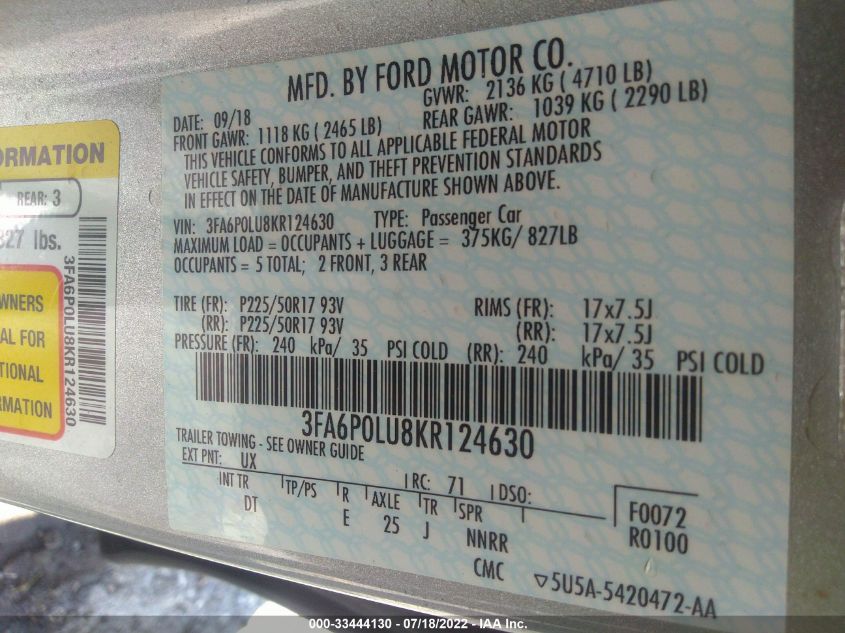 MFD. BY FORD MOTOR CO.
DATE: 09/18 GVWR: 2136 KG ( 4710 LB)
FRONT GAWR: 1118 KG ( 2465 LB) REAR GAWR: 1039 KG ( 2290 LB)
THIS VEHICLE CONFORMS TO ALL APPLICABLE FEDERAL MOTOR
VEHICLE SAFETY, BUMPER, AND THEFT PREVENTION STANDARDS
IN EFFECT ON THE DATE OF MANUFACTURE SHOWN ABOVE.
VIN: 3FA6P0LU8KR124630 TYPE: Passenger Car
MAXIMUM LOAD = OCCUPANTS + LUGGAGE = 375KG/ 827LB
OCCUPANTS = 5 TOTAL; 2 FRONT, 3 REAR
TIRE (FR): P225/50R17 93V RIMS (FR): 17x7.5J
(RR): P225/50R17 93V (RR): 17x7.5J
PRESSURE (FR): 240 kPa/ 35 PSI COLD (RR): 240 kPa/ 35 PSI COLD
3FA6P0LU8KR124630
TRAILER TOWING - SEE OWNER GUIDE
EXT PNT: UX RC: 71 DSO:
INT TR TP/PS R AXLE TR SPR
DT E 25 J NNRR
CMC
F0072
R0100
5U5A-5420472-AA
ORMATION
REAR: 3
827 lbs.
3FA6P0LU8KR124630
WNERS
AL FOR
TIONAL
RMATION
000-33444130 - 07/18/2022 - IAA Inc.